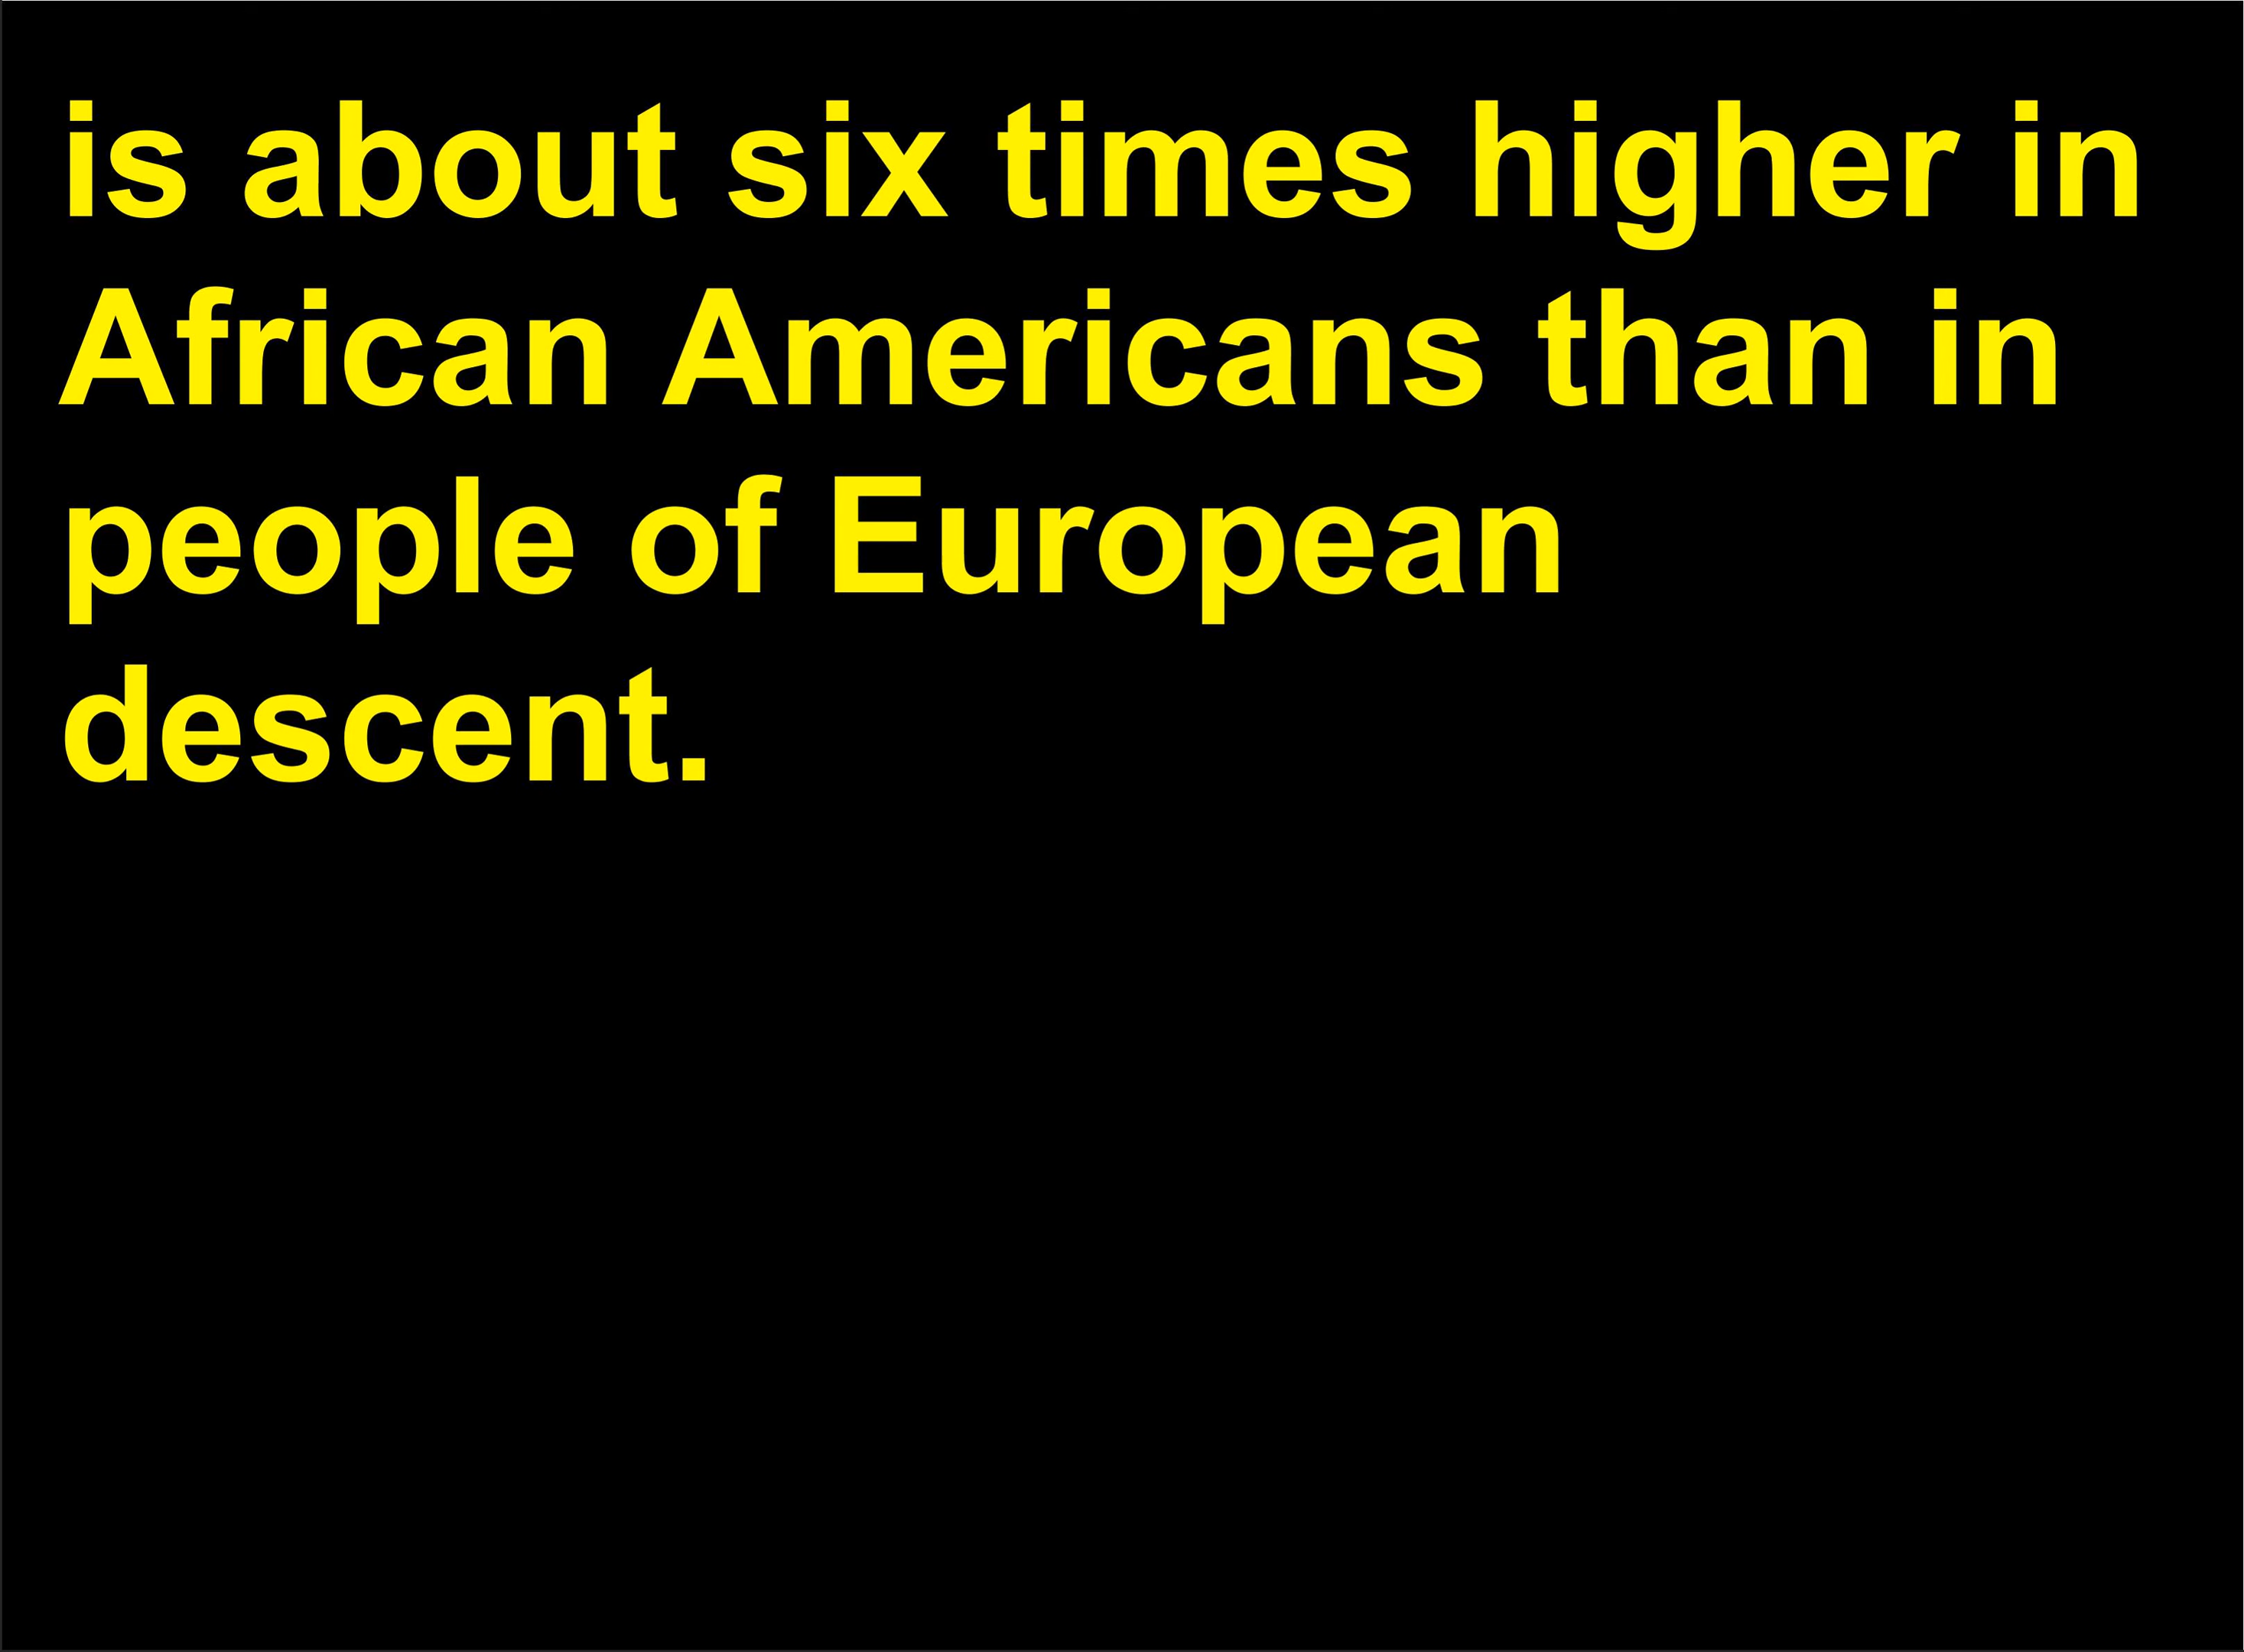 is about six times higher in
African Americans than in
people of European
descent.